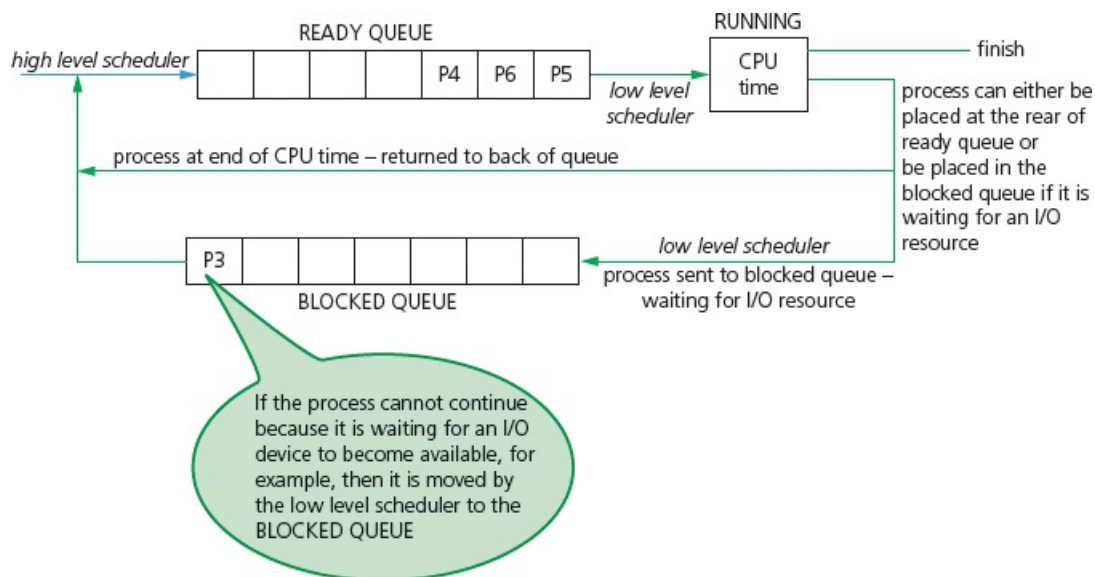 READY QUEUE
RUNNING
high level scheduler
P4 P6 P5
low level
scheduler
CPU
time
finish
process can either be
placed at the rear of
ready queue or
be placed in the
blocked queue if it is
waiting for an I/O
resource
process at end of CPU time – returned to back of queue
P3
low level scheduler
process sent to blocked queue –
waiting for I/O resource
BLOCKED QUEUE
If the process cannot continue
because it is waiting for an I/O
device to become available, for
example, then it is moved by
the low level scheduler to the
BLOCKED QUEUE